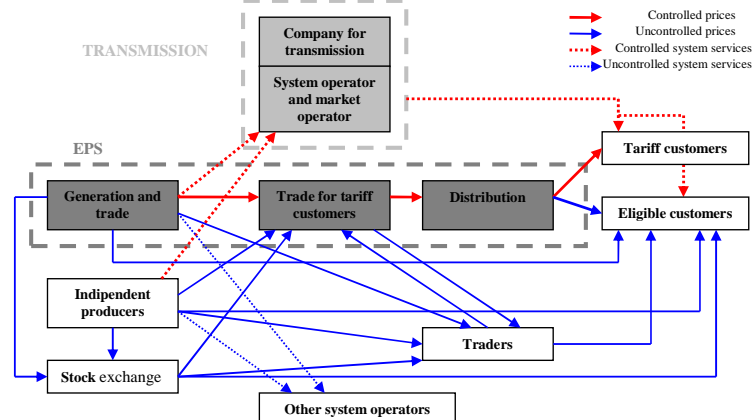 Company for
transmission
System operator
and market
operator
TRANSMISSION
Controlled prices
Uncontrolled prices
Controlled system services
Uncontrolled system services
EPS
Generation and
trade
Trade for tariff
customers
Distribution
Tariff customers
Eligible customers
Indipendent
producers
Traders
Stock exchange
Other system operators